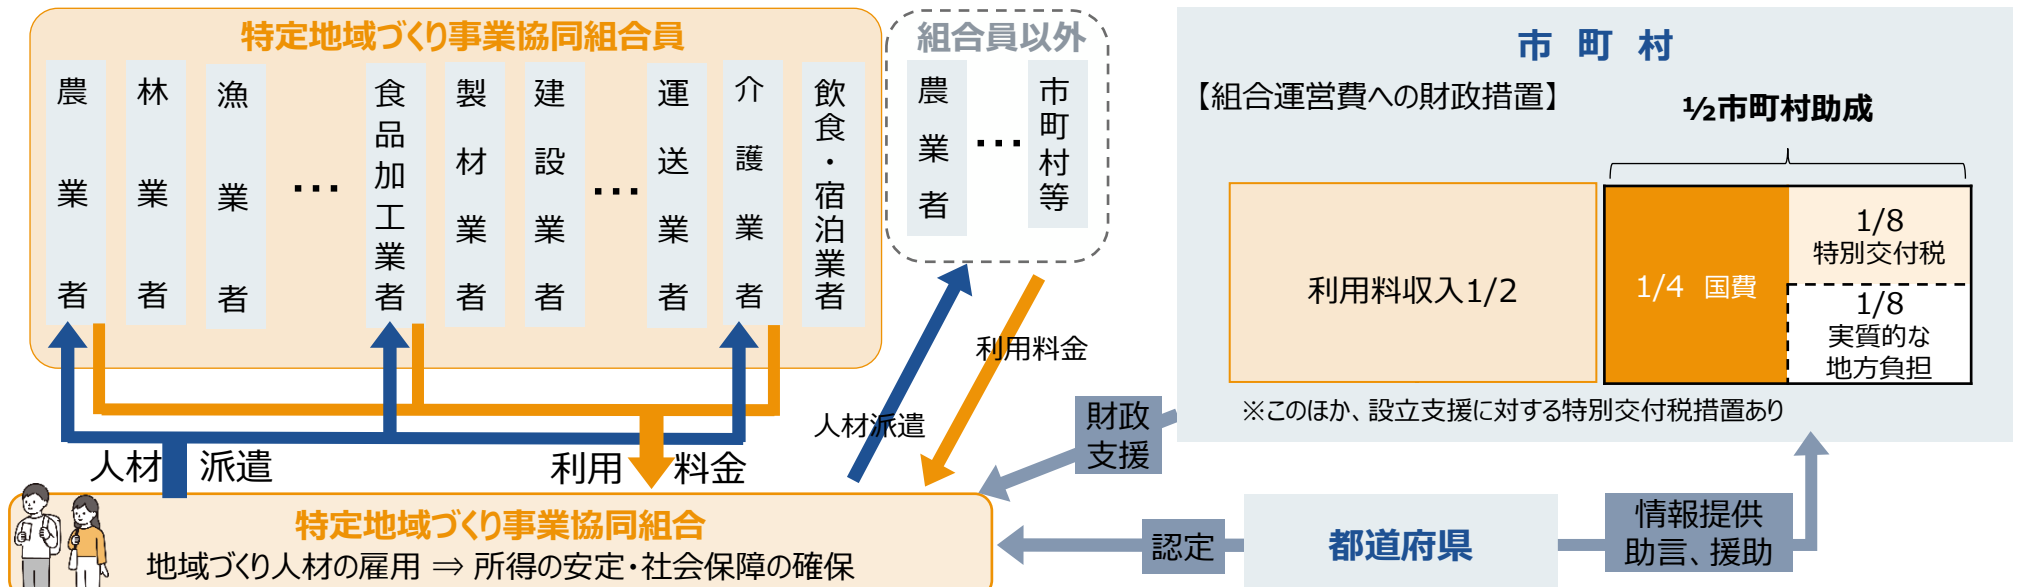 特定地域づくり事業協同組合員
農業者
林業者
漁業者
…
食品加工業者
製材業者
建設業者
…
運送業者
介護業者
飲食・宿泊業者
組合員以外
農業者
…
市町村等
市 町 村
【組合運営費への財政措置】
½市町村助成
利用料収入1/2
1/4 国費
1/8
特別交付税
1/8
実質的な
地方負担
※このほか、設立支援に対する特別交付税措置あり
人材派遣
利用料金
人材派遣
利用料金
財政
支援
特定地域づくり事業協同組合
地域づくり人材の雇用 ⇒ 所得の安定・社会保障の確保
認定
都道府県
情報提供
助言、援助